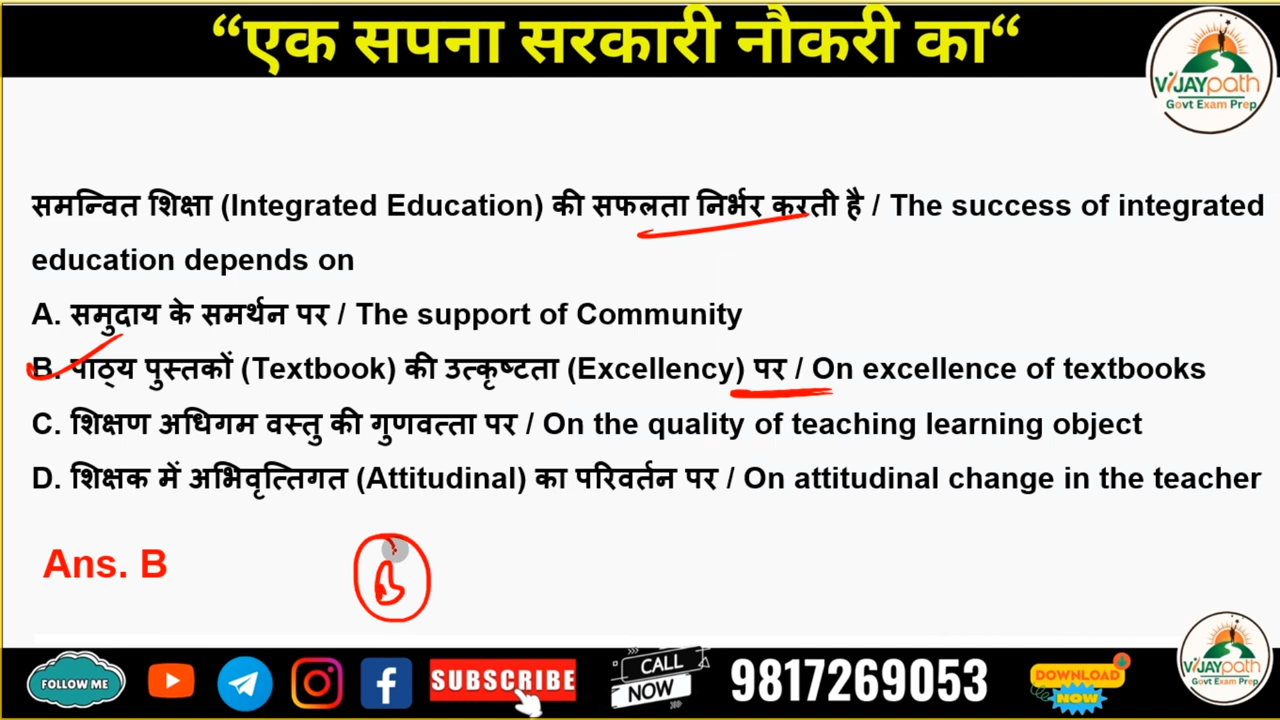 “एक सपना सरकारी नौकरी का“
VIJAYpath
Govt Exam Prep
समन्वित शिक्षा (Integrated Education) की सफलता निर्भर करती है / The success of integrated
education depends on
A. समुदाय के समर्थन पर / The support of Community
B. पाठ्य पुस्तकों (Textbook) की उत्कृष्टता (Excellency) पर / On excellence of textbooks
C. शिक्षण अधिगम वस्तु की गुणवत्ता पर / On the quality of teaching learning object
D. शिक्षक में अभिवृत्तिगत (Attitudinal) का परिवर्तन पर / On attitudinal change in the teacher
Ans. B
FOLLOW ME
SUBSCRIBE
CALL
NOW
9817269053
DOWNLOAD
NOW
VIJAYpath
Govt Exam Prep